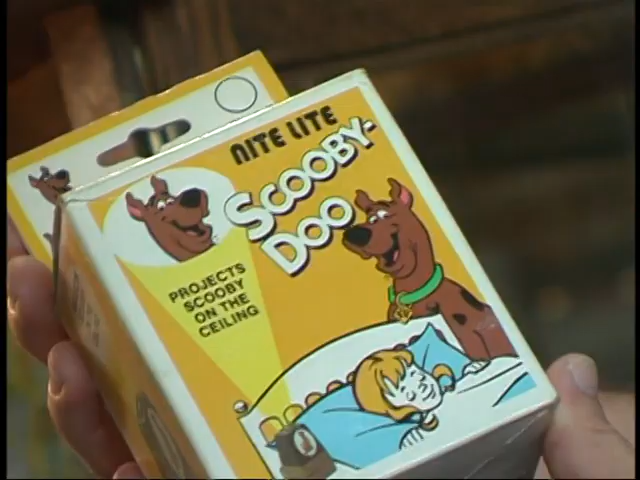 NITE LITE
SCOOBY-
DOO
PROJECTS
SCOOBY
ON THE
CEILING